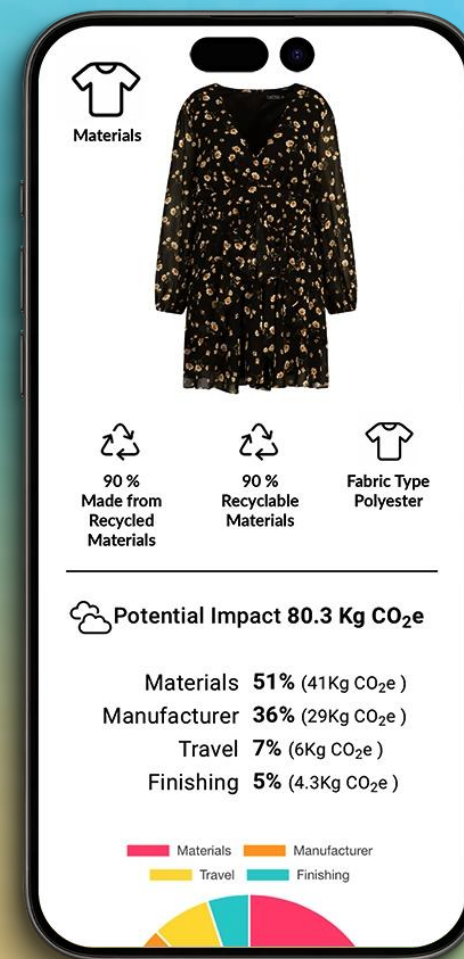 Materials
90 %
Made from
Recycled
Materials
90 %
Recyclable
Materials
Fabric Type
Polyester
Potential Impact 80.3 Kg CO₂e
Materials 51% (41Kg CO₂e )
Manufacturer 36% (29Kg CO₂e )
Travel 7% (6Kg CO₂e )
Finishing 5% (4.3Kg CO₂e )
Materials Manufacturer
Travel Finishing